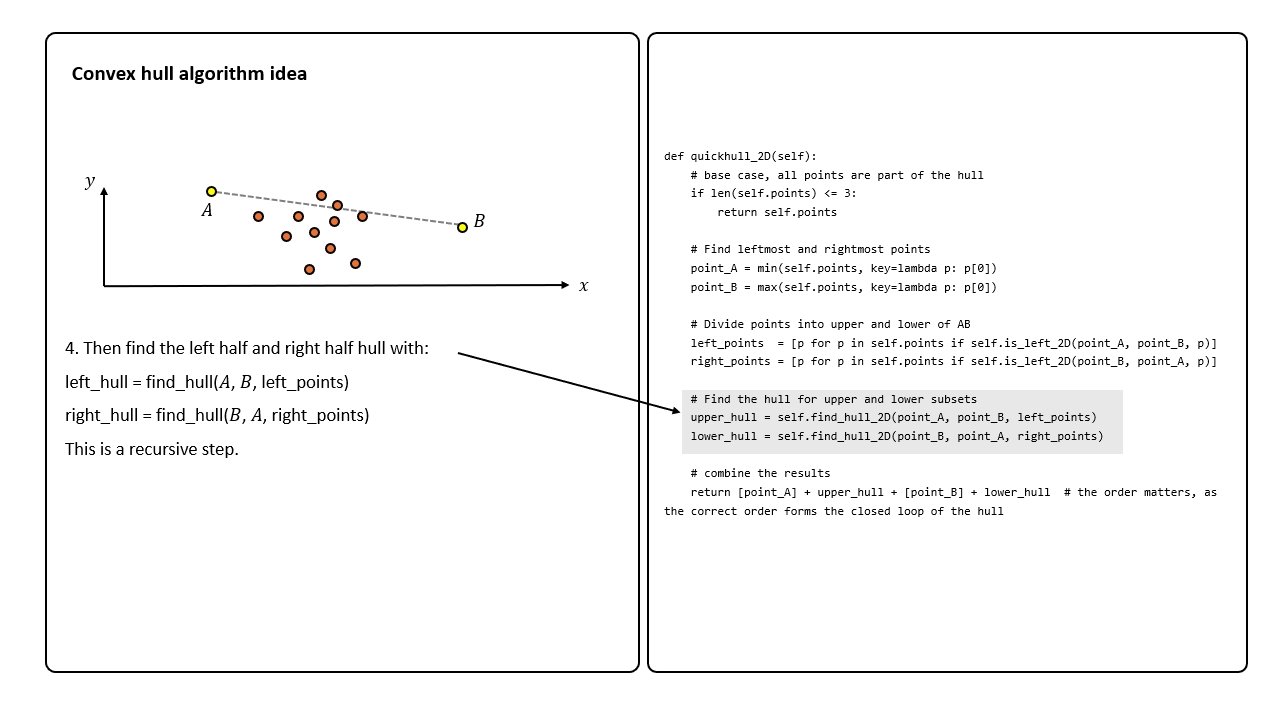 Convex hull algorithm idea
y
A
B
x
4. Then find the left half and right half hull with:
left_hull = find_hull(A, B, left_points)
right_hull = find_hull(B, A, right_points)
This is a recursive step.
def quickhull_2D(self):
    # base case, all points are part of the hull
    if len(self.points) <= 3:
        return self.points
    # Find leftmost and rightmost points
    point_A = min(self.points, key=lambda p: p[0])
    point_B = max(self.points, key=lambda p: p[0])
    # Divide points into upper and lower of AB
    left_points  = [p for p in self.points if self.is_left_2D(point_A, point_B, p)]
    right_points = [p for p in self.points if self.is_left_2D(point_B, point_A, p)]
    # Find the hull for upper and lower subsets
    upper_hull = self.find_hull_2D(point_A, point_B, left_points)
    lower_hull = self.find_hull_2D(point_B, point_A, right_points)
    # combine the results
    return [point_A] + upper_hull + [point_B] + lower_hull  # the order matters, as
the correct order forms the closed loop of the hull